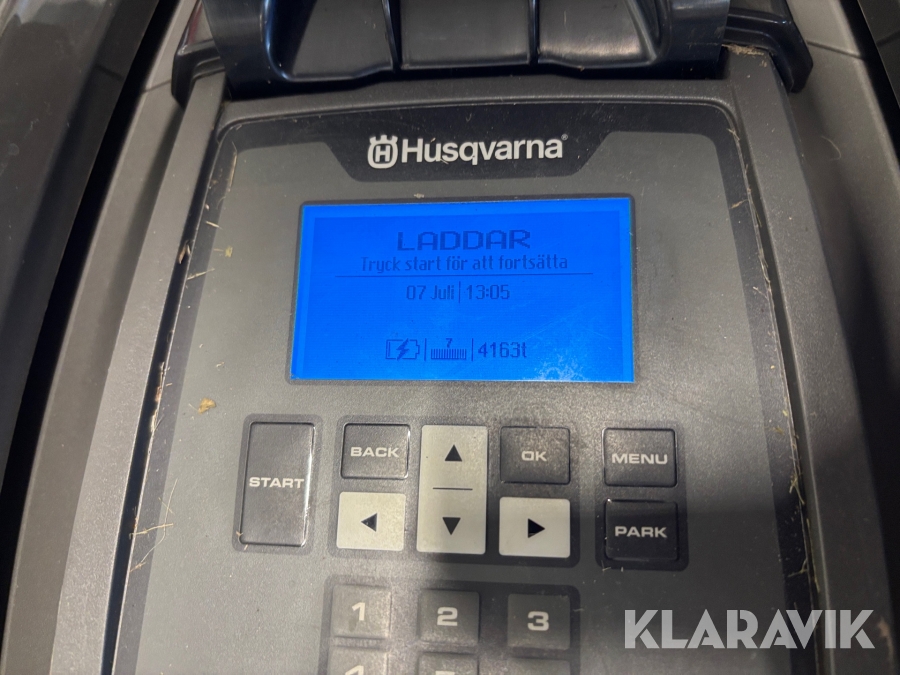 Husqvarna
LADDAR
Tryck start för att fortsätta
07 Juli | 13:05
7 | 4163t
START
BACK
OK
MENU
PARK
1 2 3
KLARAVIK